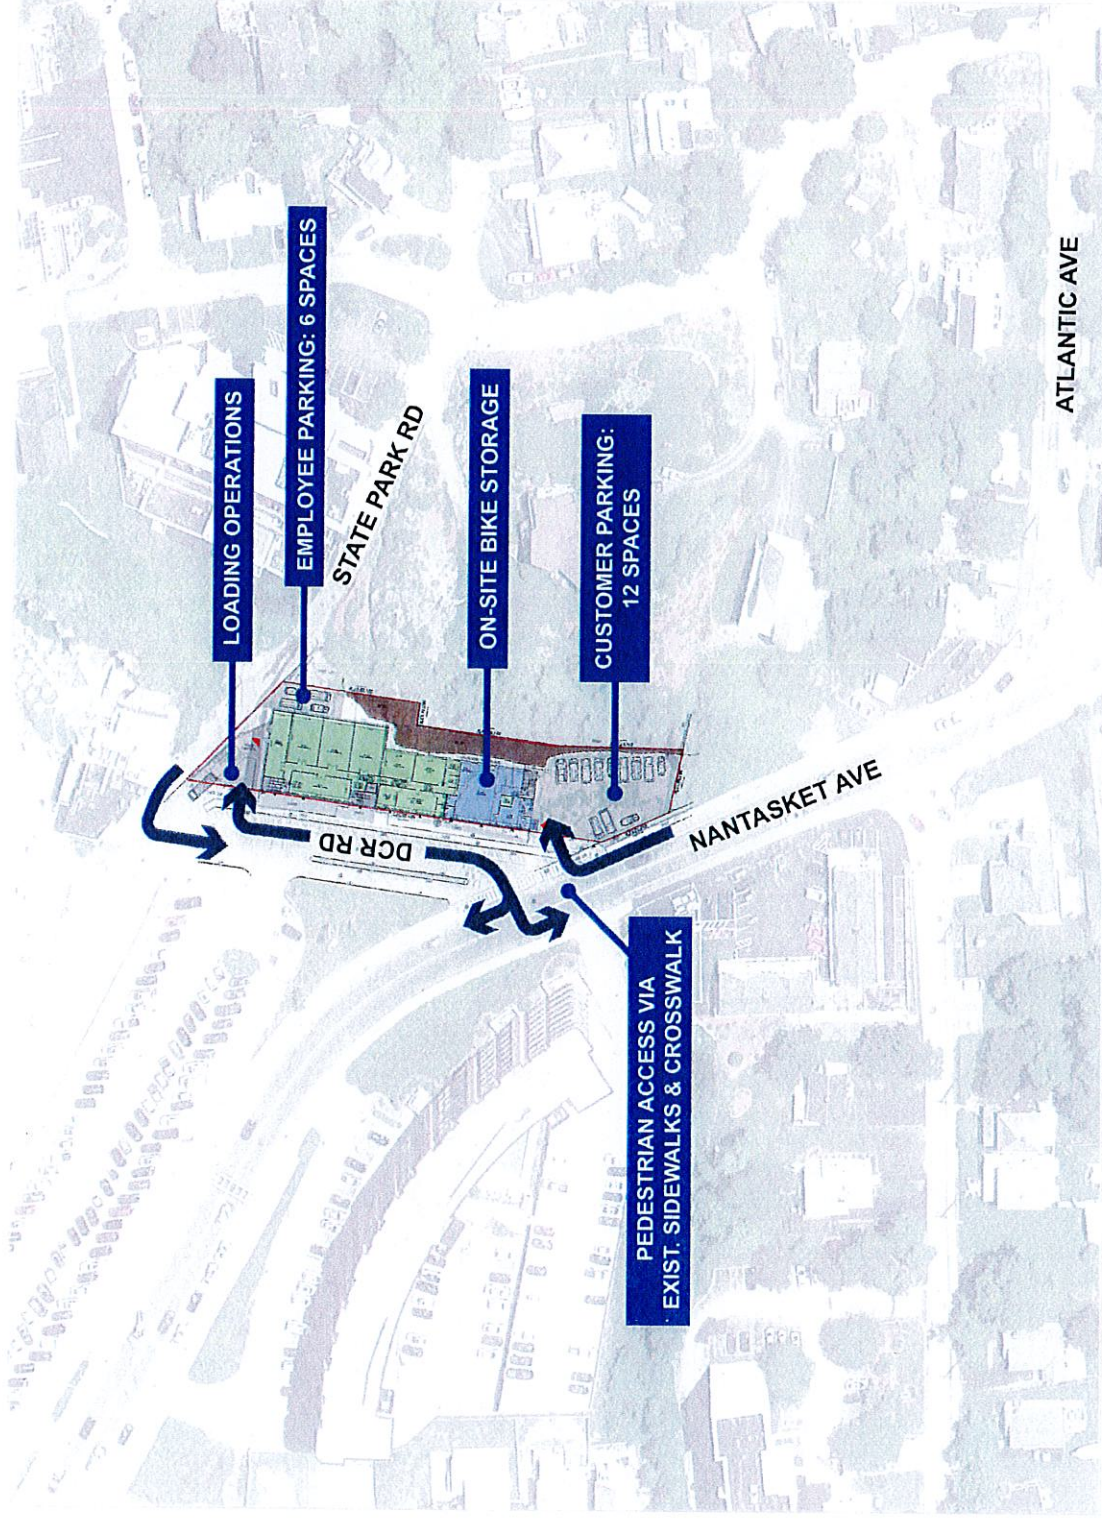 LOADING OPERATIONS
EMPLOYEE PARKING: 6 SPACES
STATE PARK RD
ON-SITE BIKE STORAGE
CUSTOMER PARKING:
12 SPACES
DCR RD
NANTASKET AVE
ATLANTIC AVE
PEDESTRIAN ACCESS VIA
EXIST. SIDEWALKS & CROSSWALK